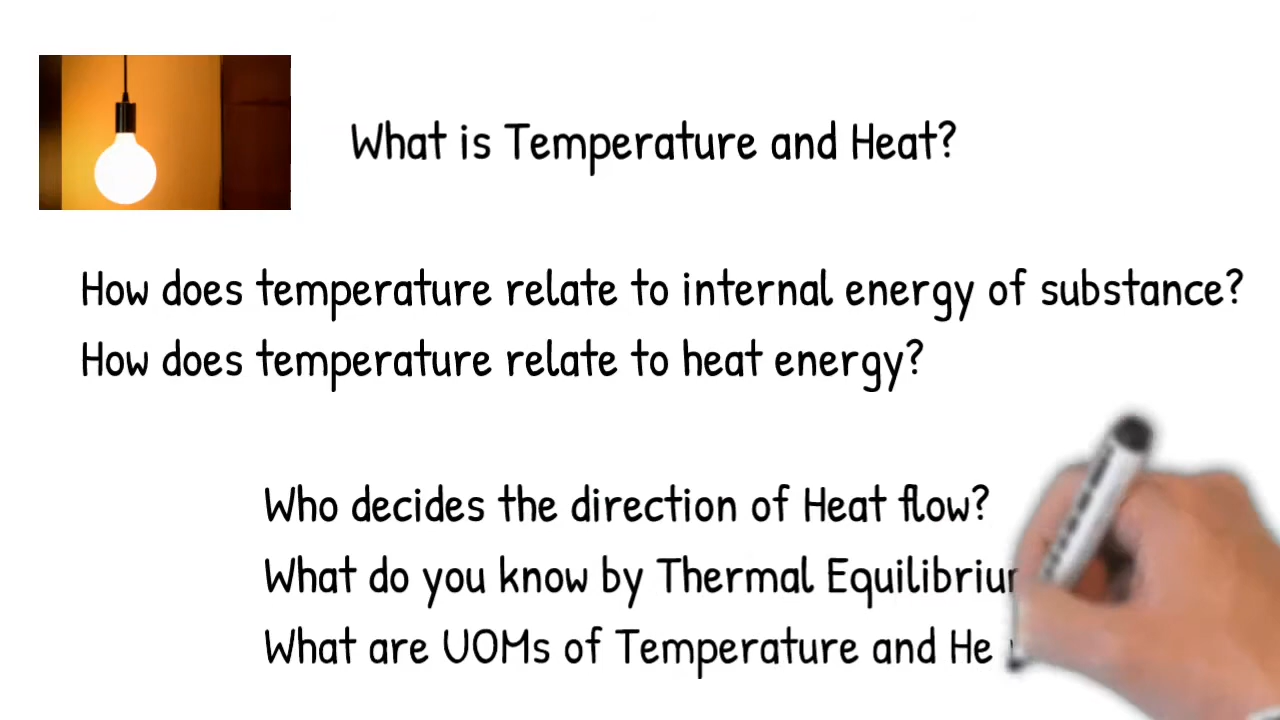 What is Temperature and Heat?
How does temperature relate to internal energy of substance?
How does temperature relate to heat energy?
Who decides the direction of Heat flow?
What do you know by Thermal
What are UOMs of Temperature and He